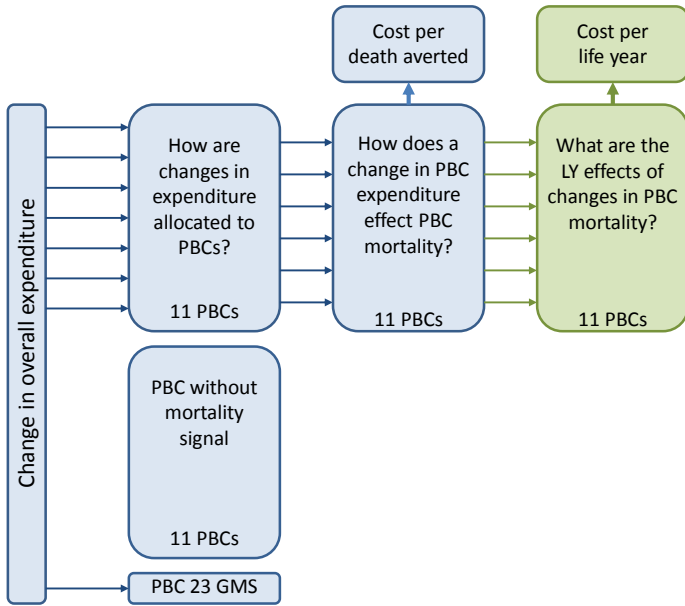 Cost per
death averted
Cost per
life year
Change in overall expenditure
How are
changes in
expenditure
allocated to
PBCs?
11 PBCs
How does a
change in PBC
expenditure
effect PBC
mortality?
11 PBCs
What are the
LY effects of
changes in PBC
mortality?
11 PBCs
PBC without
mortality
signal
11 PBCs
PBC 23 GMS